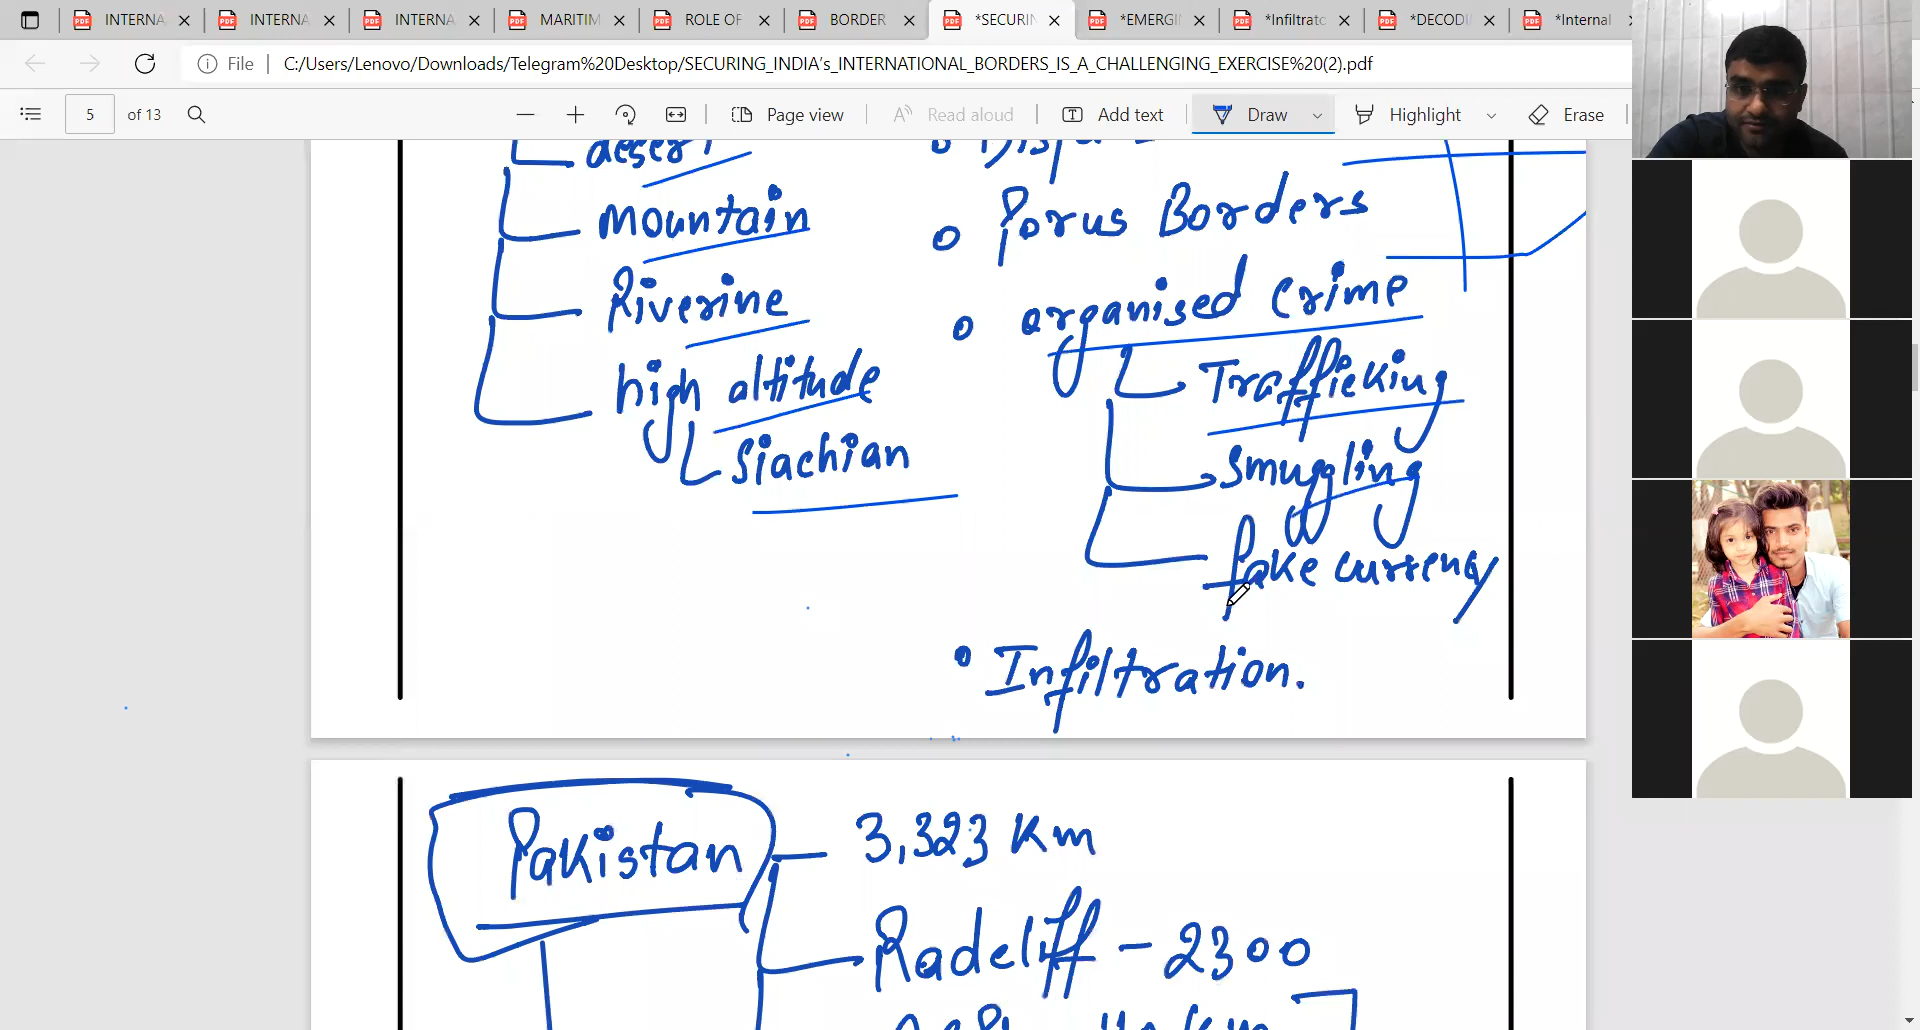 INTERNA
INTERNA
INTERNA
MARITIM
ROLE OF
BORDER
*SECURIN
*EMERGI
*Infiltrato
*DECODI
*Internal
File
C:/Users/Lenovo/Downloads/Telegram%20Desktop/SECURING_INDIA's_INTERNATIONAL_BORDERS_IS_A_CHALLENGING_EXERCISE%20(2).pdf
5 of 13
Page view
Read aloud
Add text
Draw
Highlight
Erase
desert
mountain
Riverine
high altitude
Siachian
Porus Borders
organised crime
Trafficking
Smuggling
fake currency
Infiltration.
Pakistan
3,323 Km
Radcliff - 2300